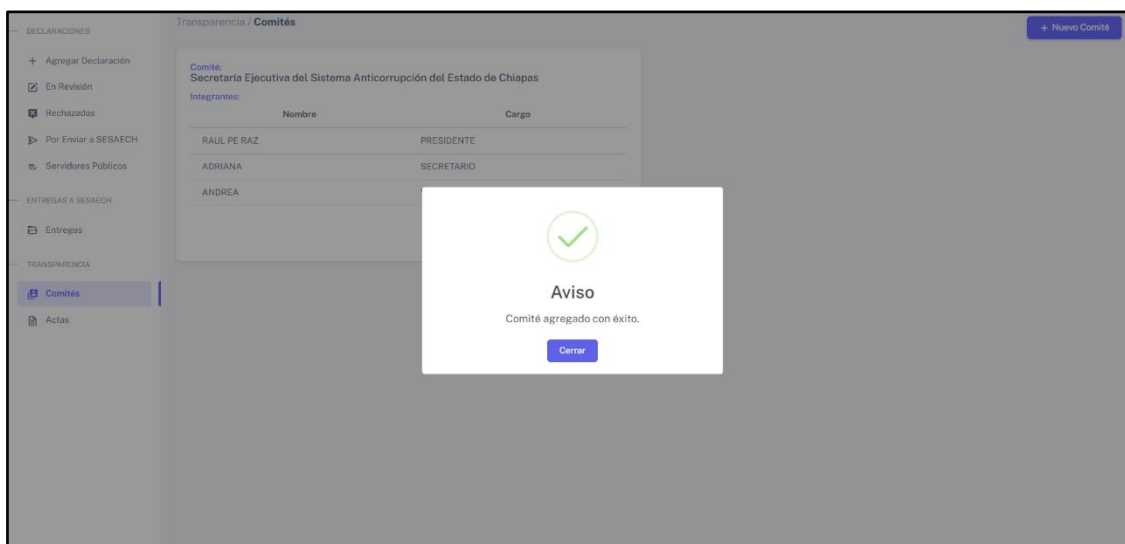 DECLARACIONES
+ Agregar Declaración
En Revisión
Rechazadas
Por Enviar a SESAECH
Servidores Públicos
ENTREGAS A SESAECH
Entregas
TRANSPARENCIA
Comités
Actas
Transparencia / Comités
+ Nuevo Comité
Comité:
Secretaría Ejecutiva del Sistema Anticorrupción del Estado de Chiapas
Integrantes:
Nombre Cargo
RAUL PE RAZ PRESIDENTE
ADRIANA SECRETARIO
ANDREA
Aviso
Comité agregado con éxito.
Cerrar